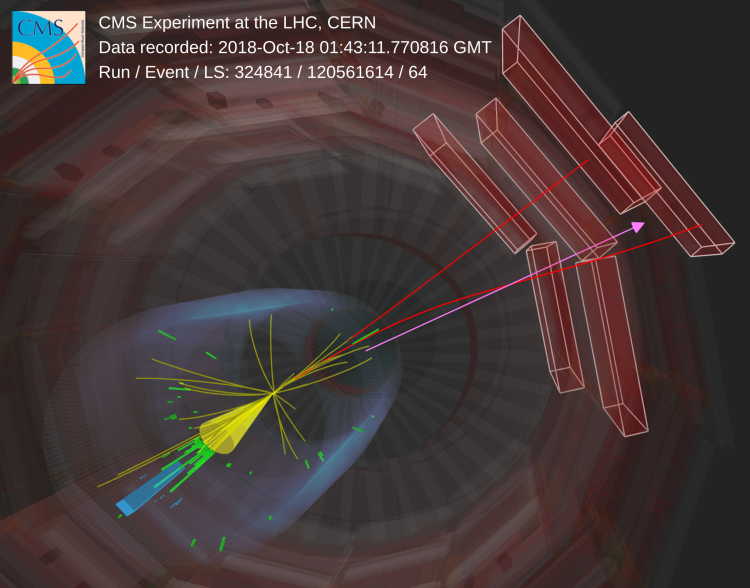 CMS
CMS Experiment at the LHC, CERN
Data recorded: 2018-Oct-18 01:43:11.770816 GMT
Run / Event / LS: 324841 / 120561614 / 64